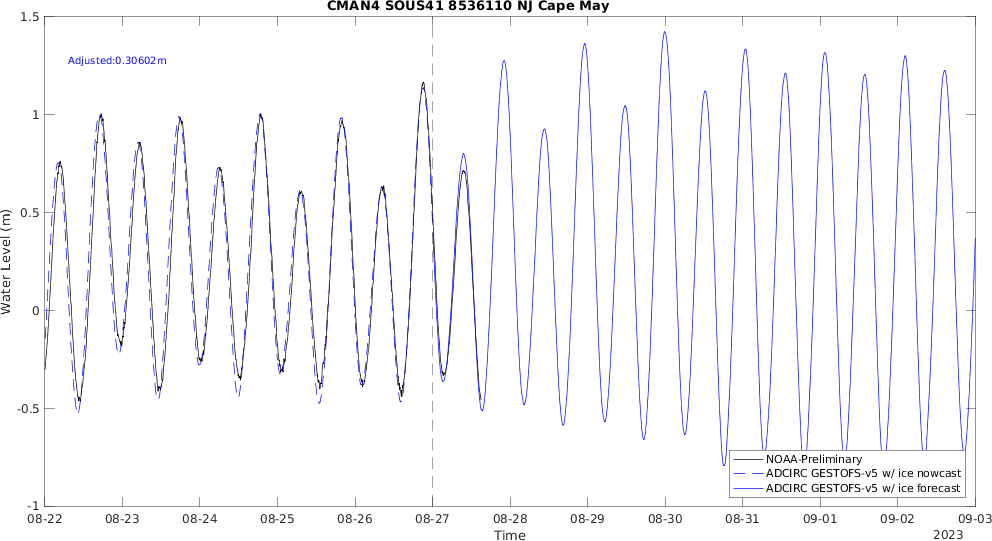 CMAN4 SOUS41 8536110 NJ Cape May
1.5
Adjusted:0.30602m
1
0.5
0
-0.5
-1
Water Level (m)
NOAA-Preliminary
ADCIRC GESTOFS-v5 w/ ice nowcast
ADCIRC GESTOFS-v5 w/ ice forecast
08-22 08-23 08-24 08-25 08-26 08-27 08-28 08-29 08-30 08-31 09-01 09-02 09-03
Time
2023